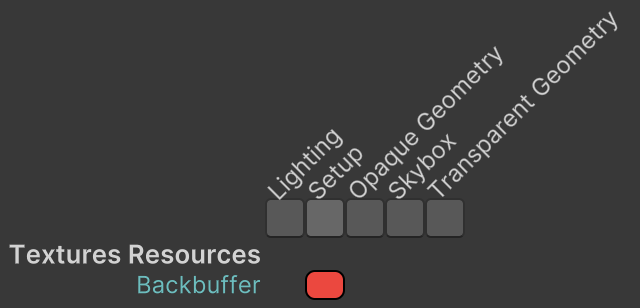 Lighting
Setup
Opaque Geometry
Skybox
Transparent Geometry
Textures Resources
Backbuffer